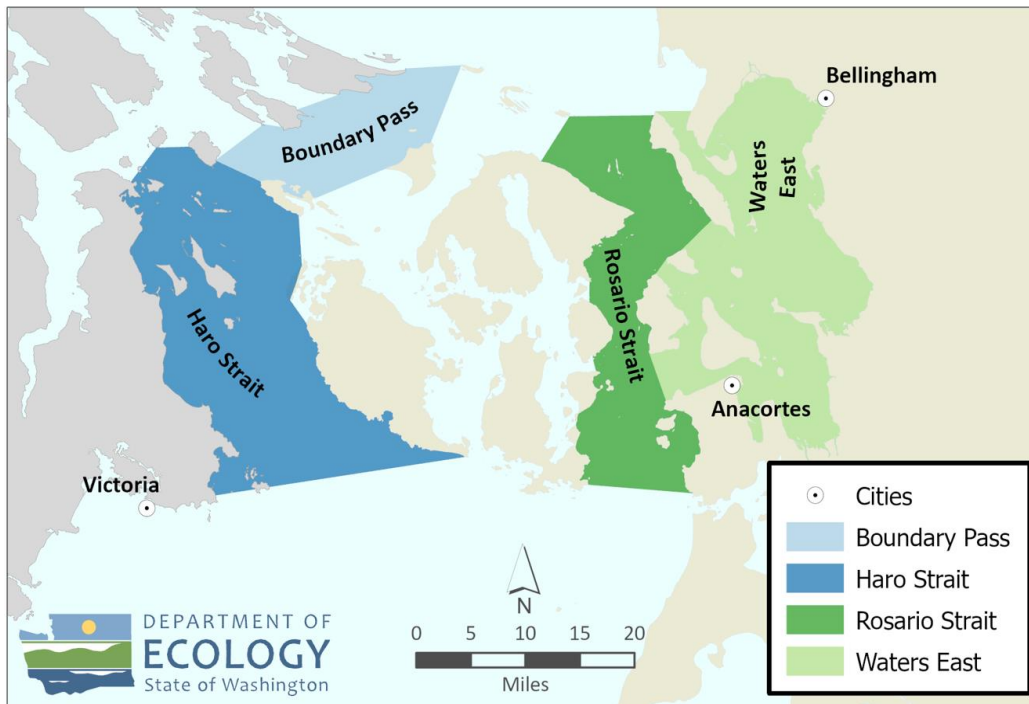 Bellingham
Boundary Pass
Waters
East
Haro Strait
Rosario Strait
Anacortes
Victoria
Cities
Boundary Pass
Haro Strait
Rosario Strait
Waters East
N
0 5 10 15 20
Miles
DEPARTMENT OF
ECOLOGY
State of Washington